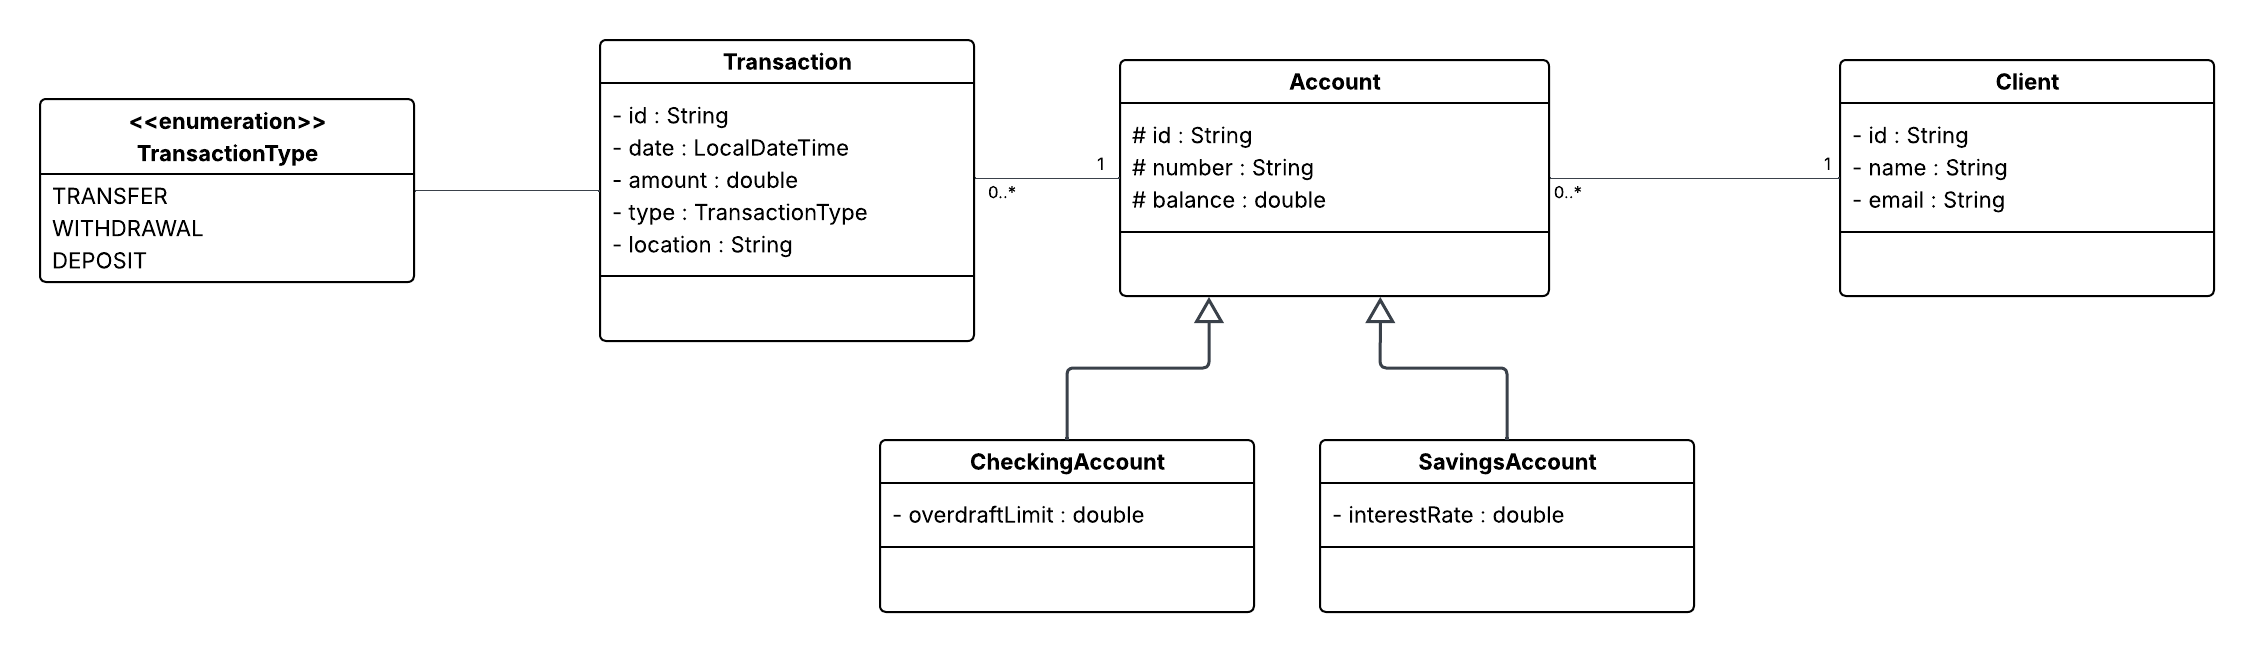 <<enumeration>>
TransactionType
TRANSFER
WITHDRAWAL
DEPOSIT
Transaction
- id : String
- date : LocalDateTime
- amount : double
- type : TransactionType
- location : String
1
0..*
Account
# id : String
# number : String
# balance : double
1
0..*
Client
- id : String
- name : String
- email : String
CheckingAccount
- overdraftLimit : double
SavingsAccount
- interestRate : double